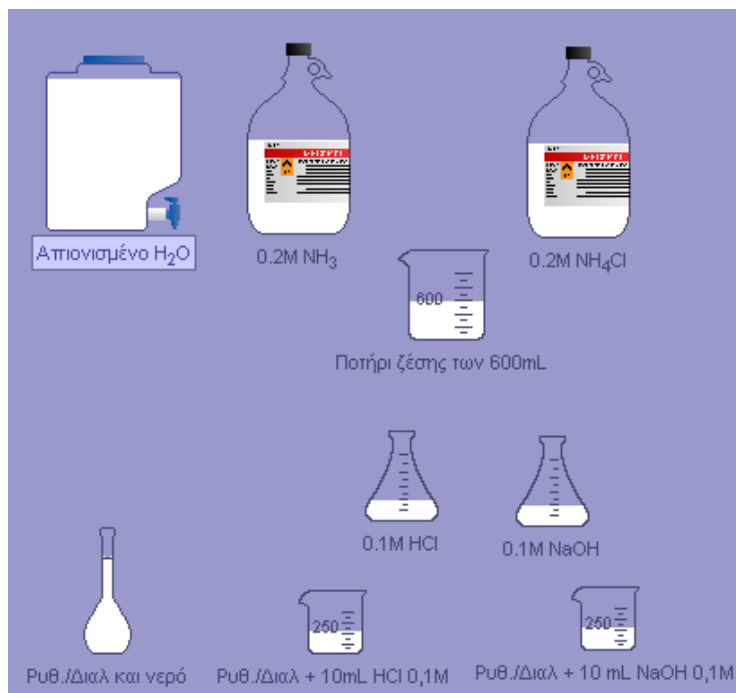 Απιονισμένο H₂O
0.2M NH₃
0.2M NH₄Cl
600
Ποτήρι ζέσης των 600mL
0.1M HCl
0.1M NaOH
250
250
Ρυθ./Διαλ και νερό
Ρυθ./Διαλ + 10mL HCl 0,1M
Ρυθ./Διαλ + 10 mL NaOH 0,1M